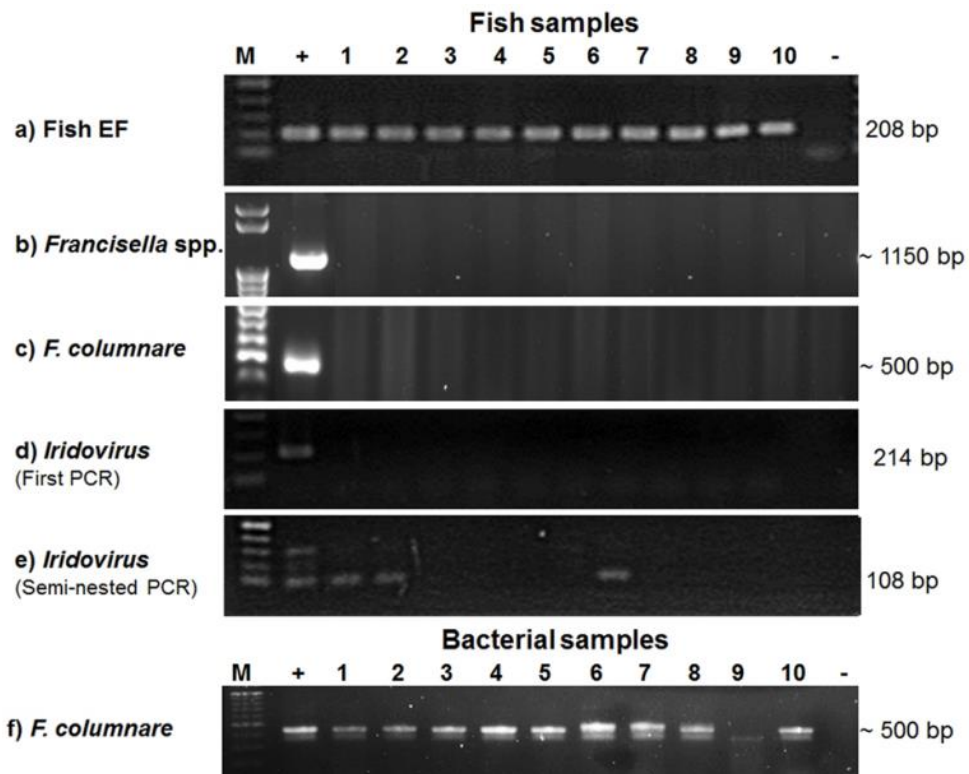 Fish samples
M + 1 2 3 4 5 6 7 8 9 10 -
a) Fish EF 208 bp
b) Francisella spp. ~ 1150 bp
c) F. columnare ~ 500 bp
d) Iridovirus 214 bp
(First PCR)
e) Iridovirus 108 bp
(Semi-nested PCR)
Bacterial samples
M + 1 2 3 4 5 6 7 8 9 10 -
f) F. columnare ~ 500 bp